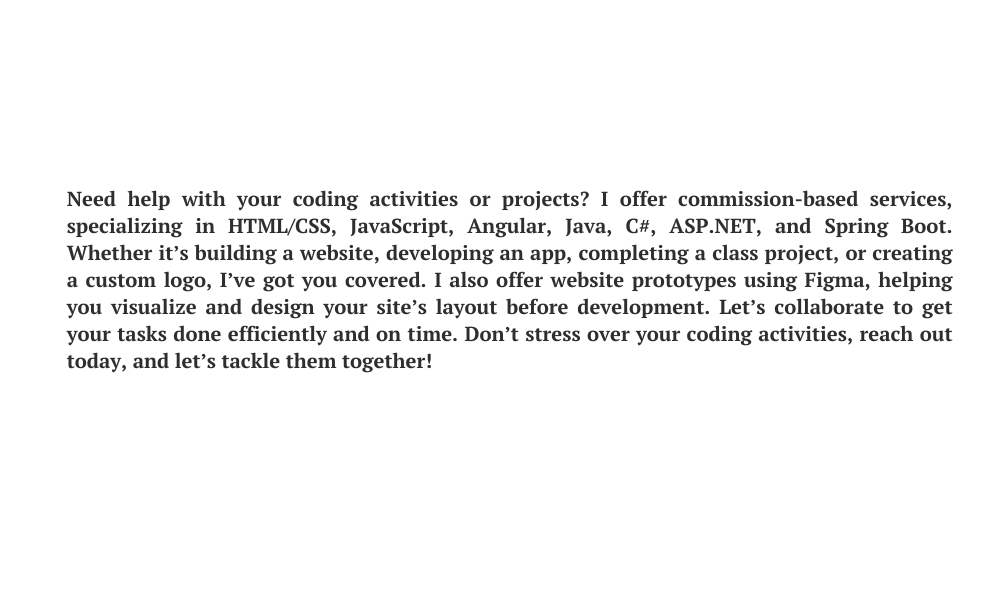 Need help with your coding activities or projects? I offer commission-based services,
specializing in HTML/CSS, JavaScript, Angular, Java, C#, ASP.NET, and Spring Boot.
Whether it’s building a website, developing an app, completing a class project, or creating
a custom logo, I’ve got you covered. I also offer website prototypes using Figma, helping
you visualize and design your site’s layout before development. Let’s collaborate to get
your tasks done efficiently and on time. Don’t stress over your coding activities, reach out
today, and let’s tackle them together!